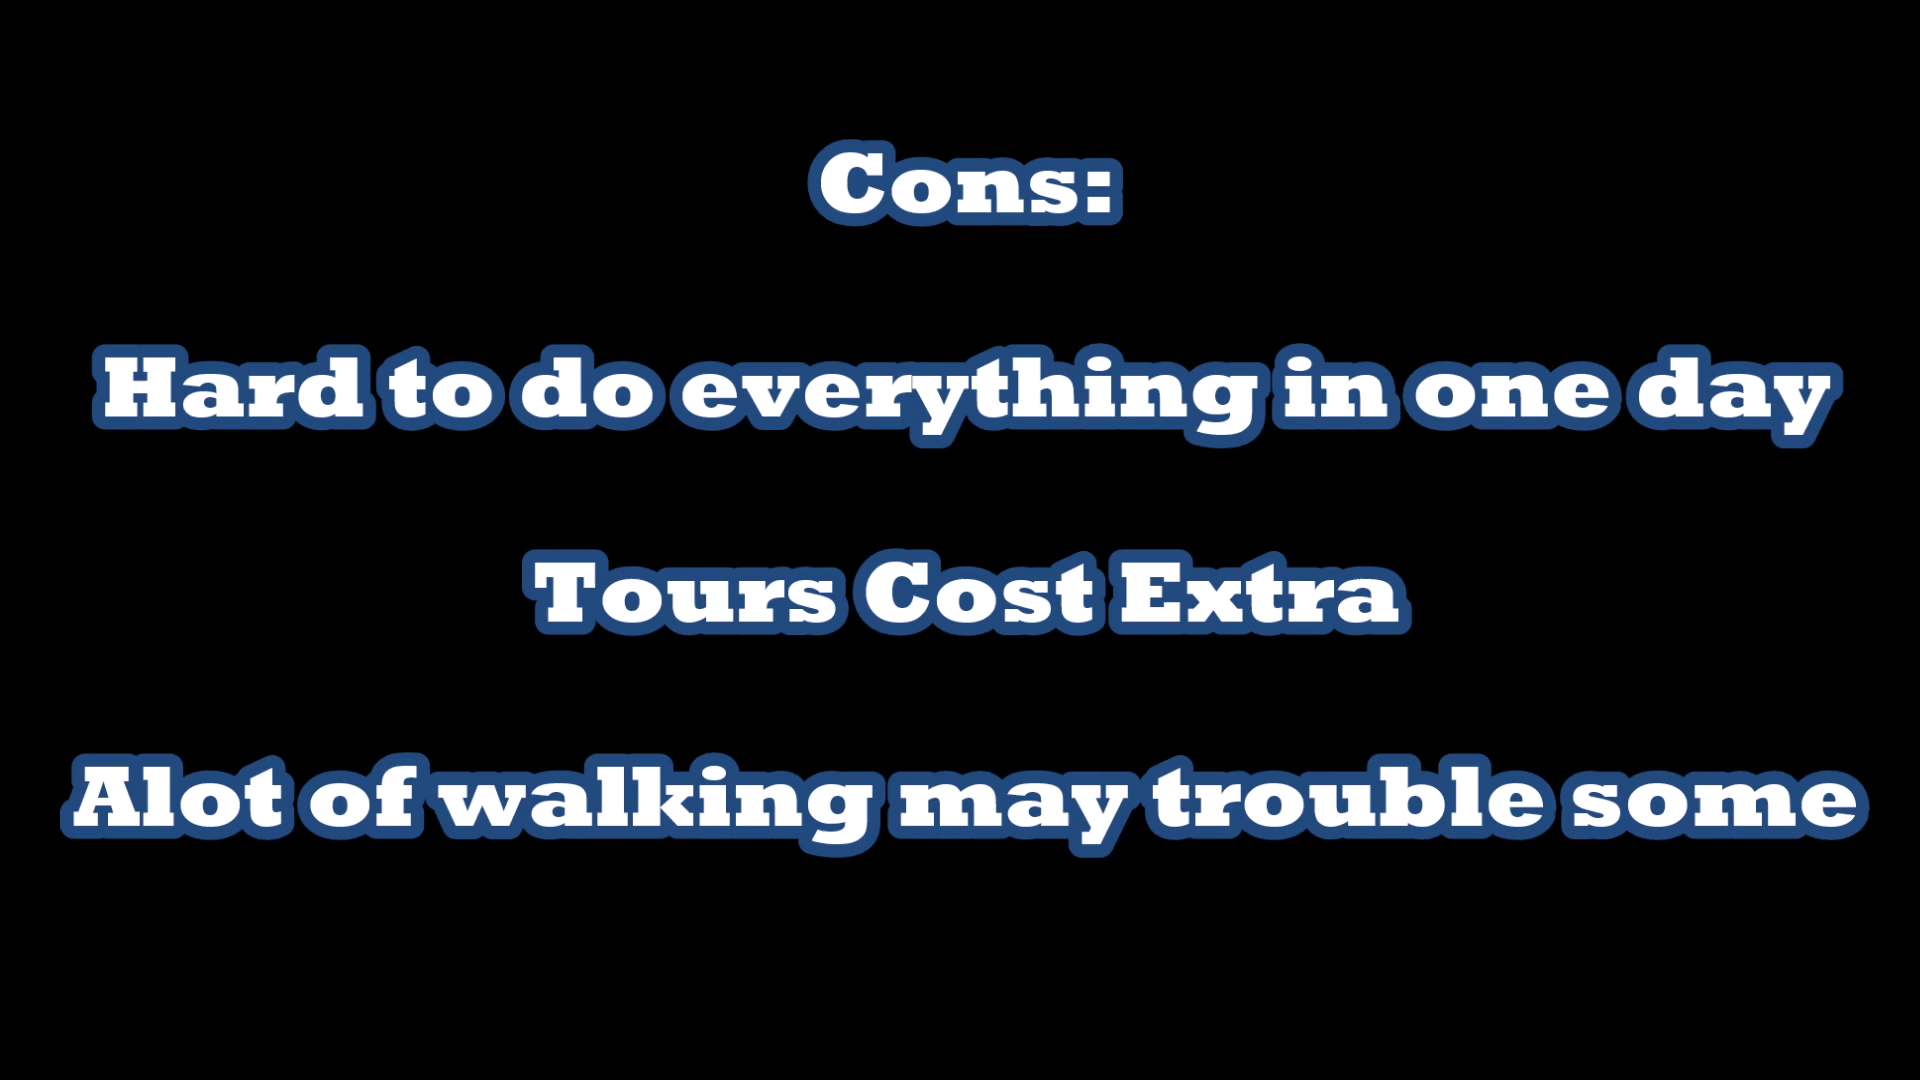 Cons:
Hard to do everything in one day
Tours Cost Extra
Alot of walking may trouble some